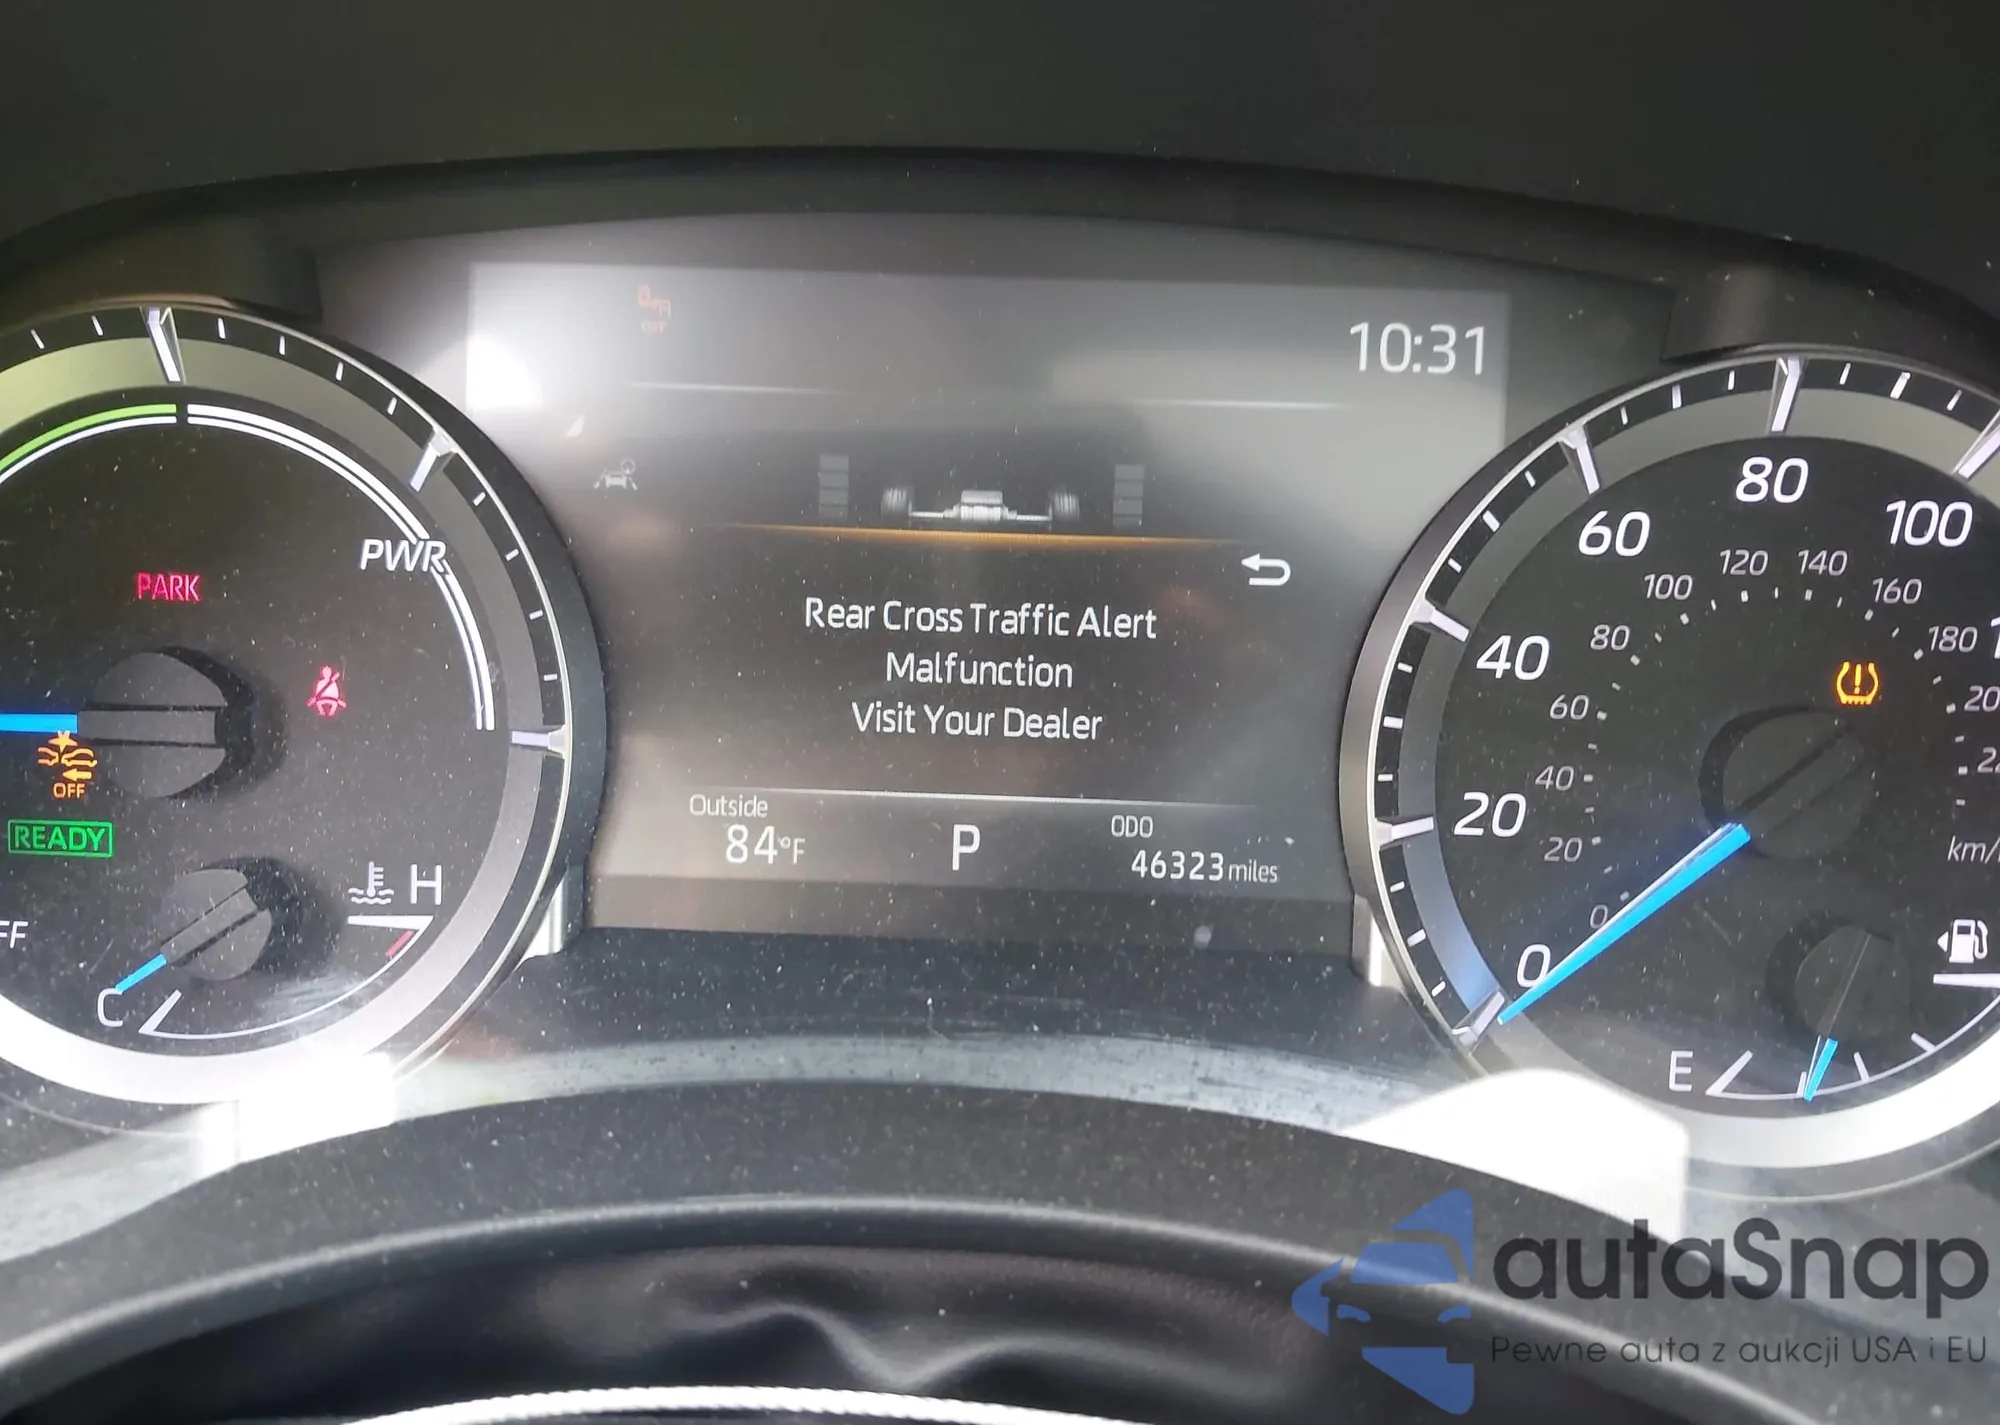 OFF
10:31
PWR
PARK
Rear Cross Traffic Alert
Malfunction
Visit Your Dealer
OFF
READY
H
C
Outside
84°F
P
ODO
46323 miles
0
20
40
60
80
100
0
20
40
60
80
100
120
140
160
180
km/
E
autaSnap
Pewne auta z aukcji USA i EU